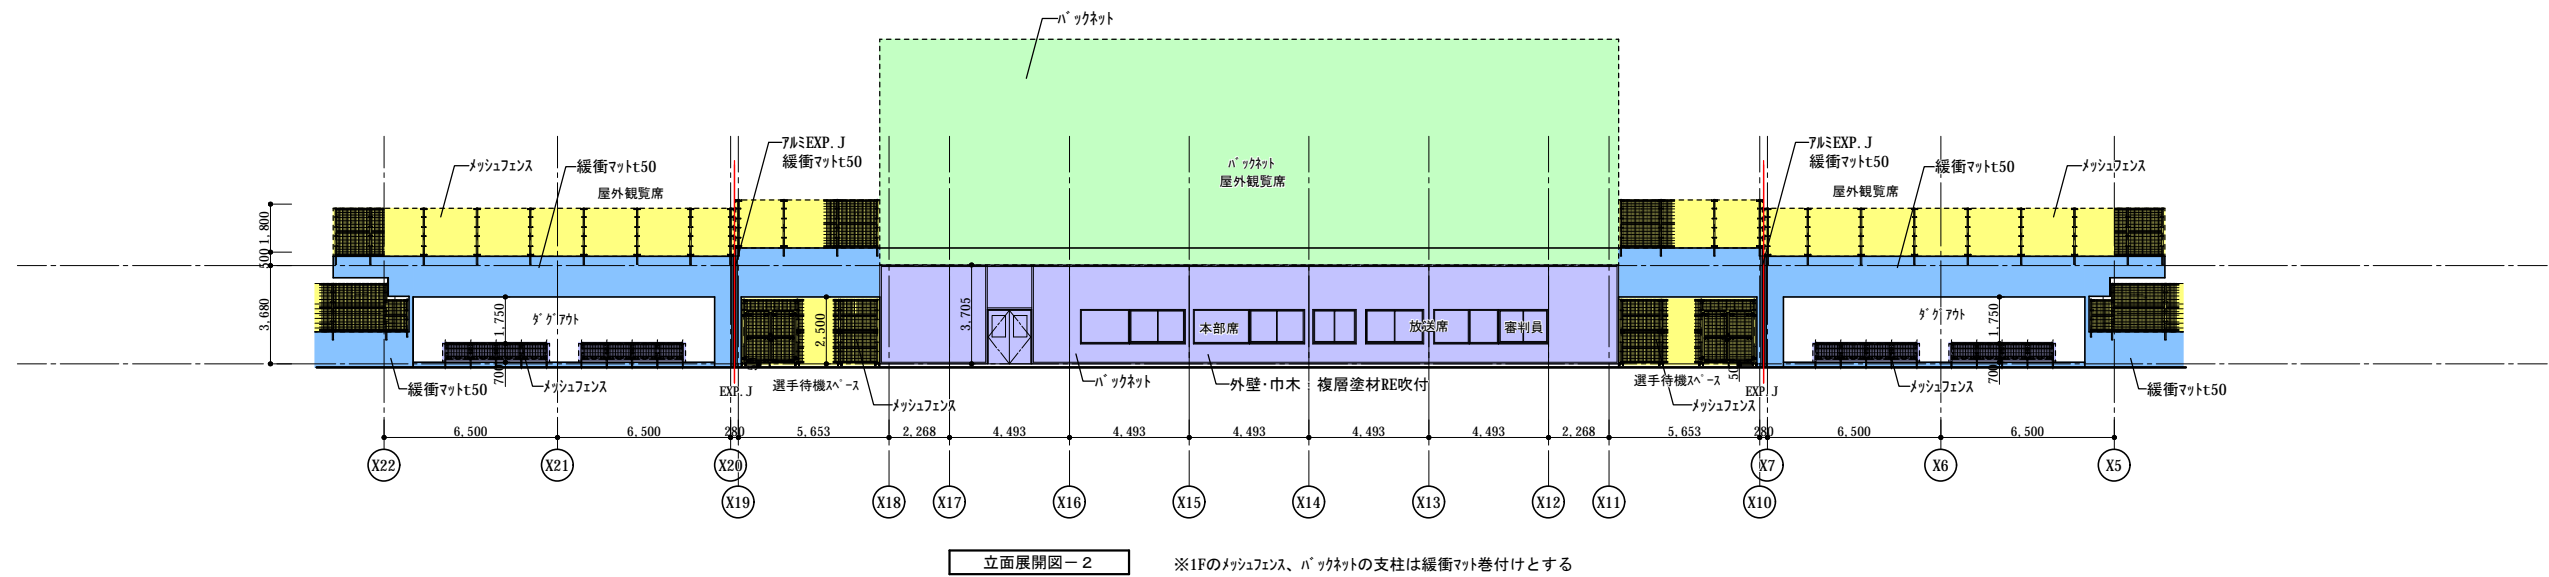 ﾊﾞｯｸﾈｯﾄ
ｱﾙﾐEXP.J
緩衝ﾏｯﾄt50
ｱﾙﾐEXP.J
緩衝ﾏｯﾄt50
ﾒｯｼｭﾌｪﾝｽ
緩衝ﾏｯﾄt50
屋外観覧席
ﾊﾞｯｸﾈｯﾄ
屋外観覧席
緩衝ﾏｯﾄt50
ﾒｯｼｭﾌｪﾝｽ
屋外観覧席
1,800
500
3,680
1,750
ﾀﾞｸﾞｱｳﾄ
700
2,500
3,705
本部席
放送席
審判員
ﾀﾞｸﾞｱｳﾄ
1,750
700
緩衝ﾏｯﾄt50
ﾒｯｼｭﾌｪﾝｽ
EXP.J
選手待機ｽﾍﾟｰｽ
ﾒｯｼｭﾌｪﾝｽ
ﾊﾞｯｸﾈｯﾄ
外壁･巾木：複層塗材RE吹付
選手待機ｽﾍﾟｰｽ
50
ﾒｯｼｭﾌｪﾝｽ
EXP.J
ﾒｯｼｭﾌｪﾝｽ
緩衝ﾏｯﾄt50
6,500 6,500 280 5,653 2,268 4,493 4,493 4,493 4,493 4,493 2,268 5,653 280 6,500 6,500
X22 X21 X20 X7 X6 X5
X19 X18 X17 X16 X15 X14 X13 X12 X11 X10
立面展開図－２
※1Fのﾒｯｼｭﾌｪﾝｽ、ﾊﾞｯｸﾈｯﾄの支柱は緩衝ﾏｯﾄ巻付けとする